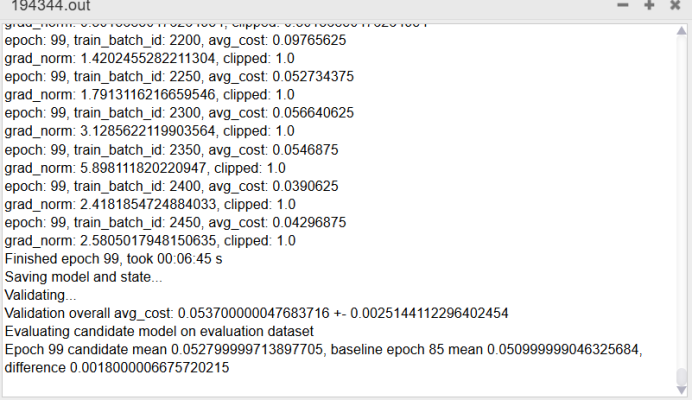 194344.out
epoch: 99, train_batch_id: 2200, avg_cost: 0.09765625
grad_norm: 1.4202455282211304, clipped: 1.0
epoch: 99, train_batch_id: 2250, avg_cost: 0.052734375
grad_norm: 1.7913116216659546, clipped: 1.0
epoch: 99, train_batch_id: 2300, avg_cost: 0.056640625
grad_norm: 3.1285622119903564, clipped: 1.0
epoch: 99, train_batch_id: 2350, avg_cost: 0.0546875
grad_norm: 5.898111820220947, clipped: 1.0
epoch: 99, train_batch_id: 2400, avg_cost: 0.0390625
grad_norm: 2.4181854724884033, clipped: 1.0
epoch: 99, train_batch_id: 2450, avg_cost: 0.04296875
grad_norm: 2.5805017948150635, clipped: 1.0
Finished epoch 99, took 00:06:45 s
Saving model and state...
Validating...
Validation overall avg_cost: 0.053700000047683716 +- 0.0025144112296402454
Evaluating candidate model on evaluation dataset
Epoch 99 candidate mean 0.052799999713897705, baseline epoch 85 mean 0.050999999046325684,
difference 0.0018000006675720215